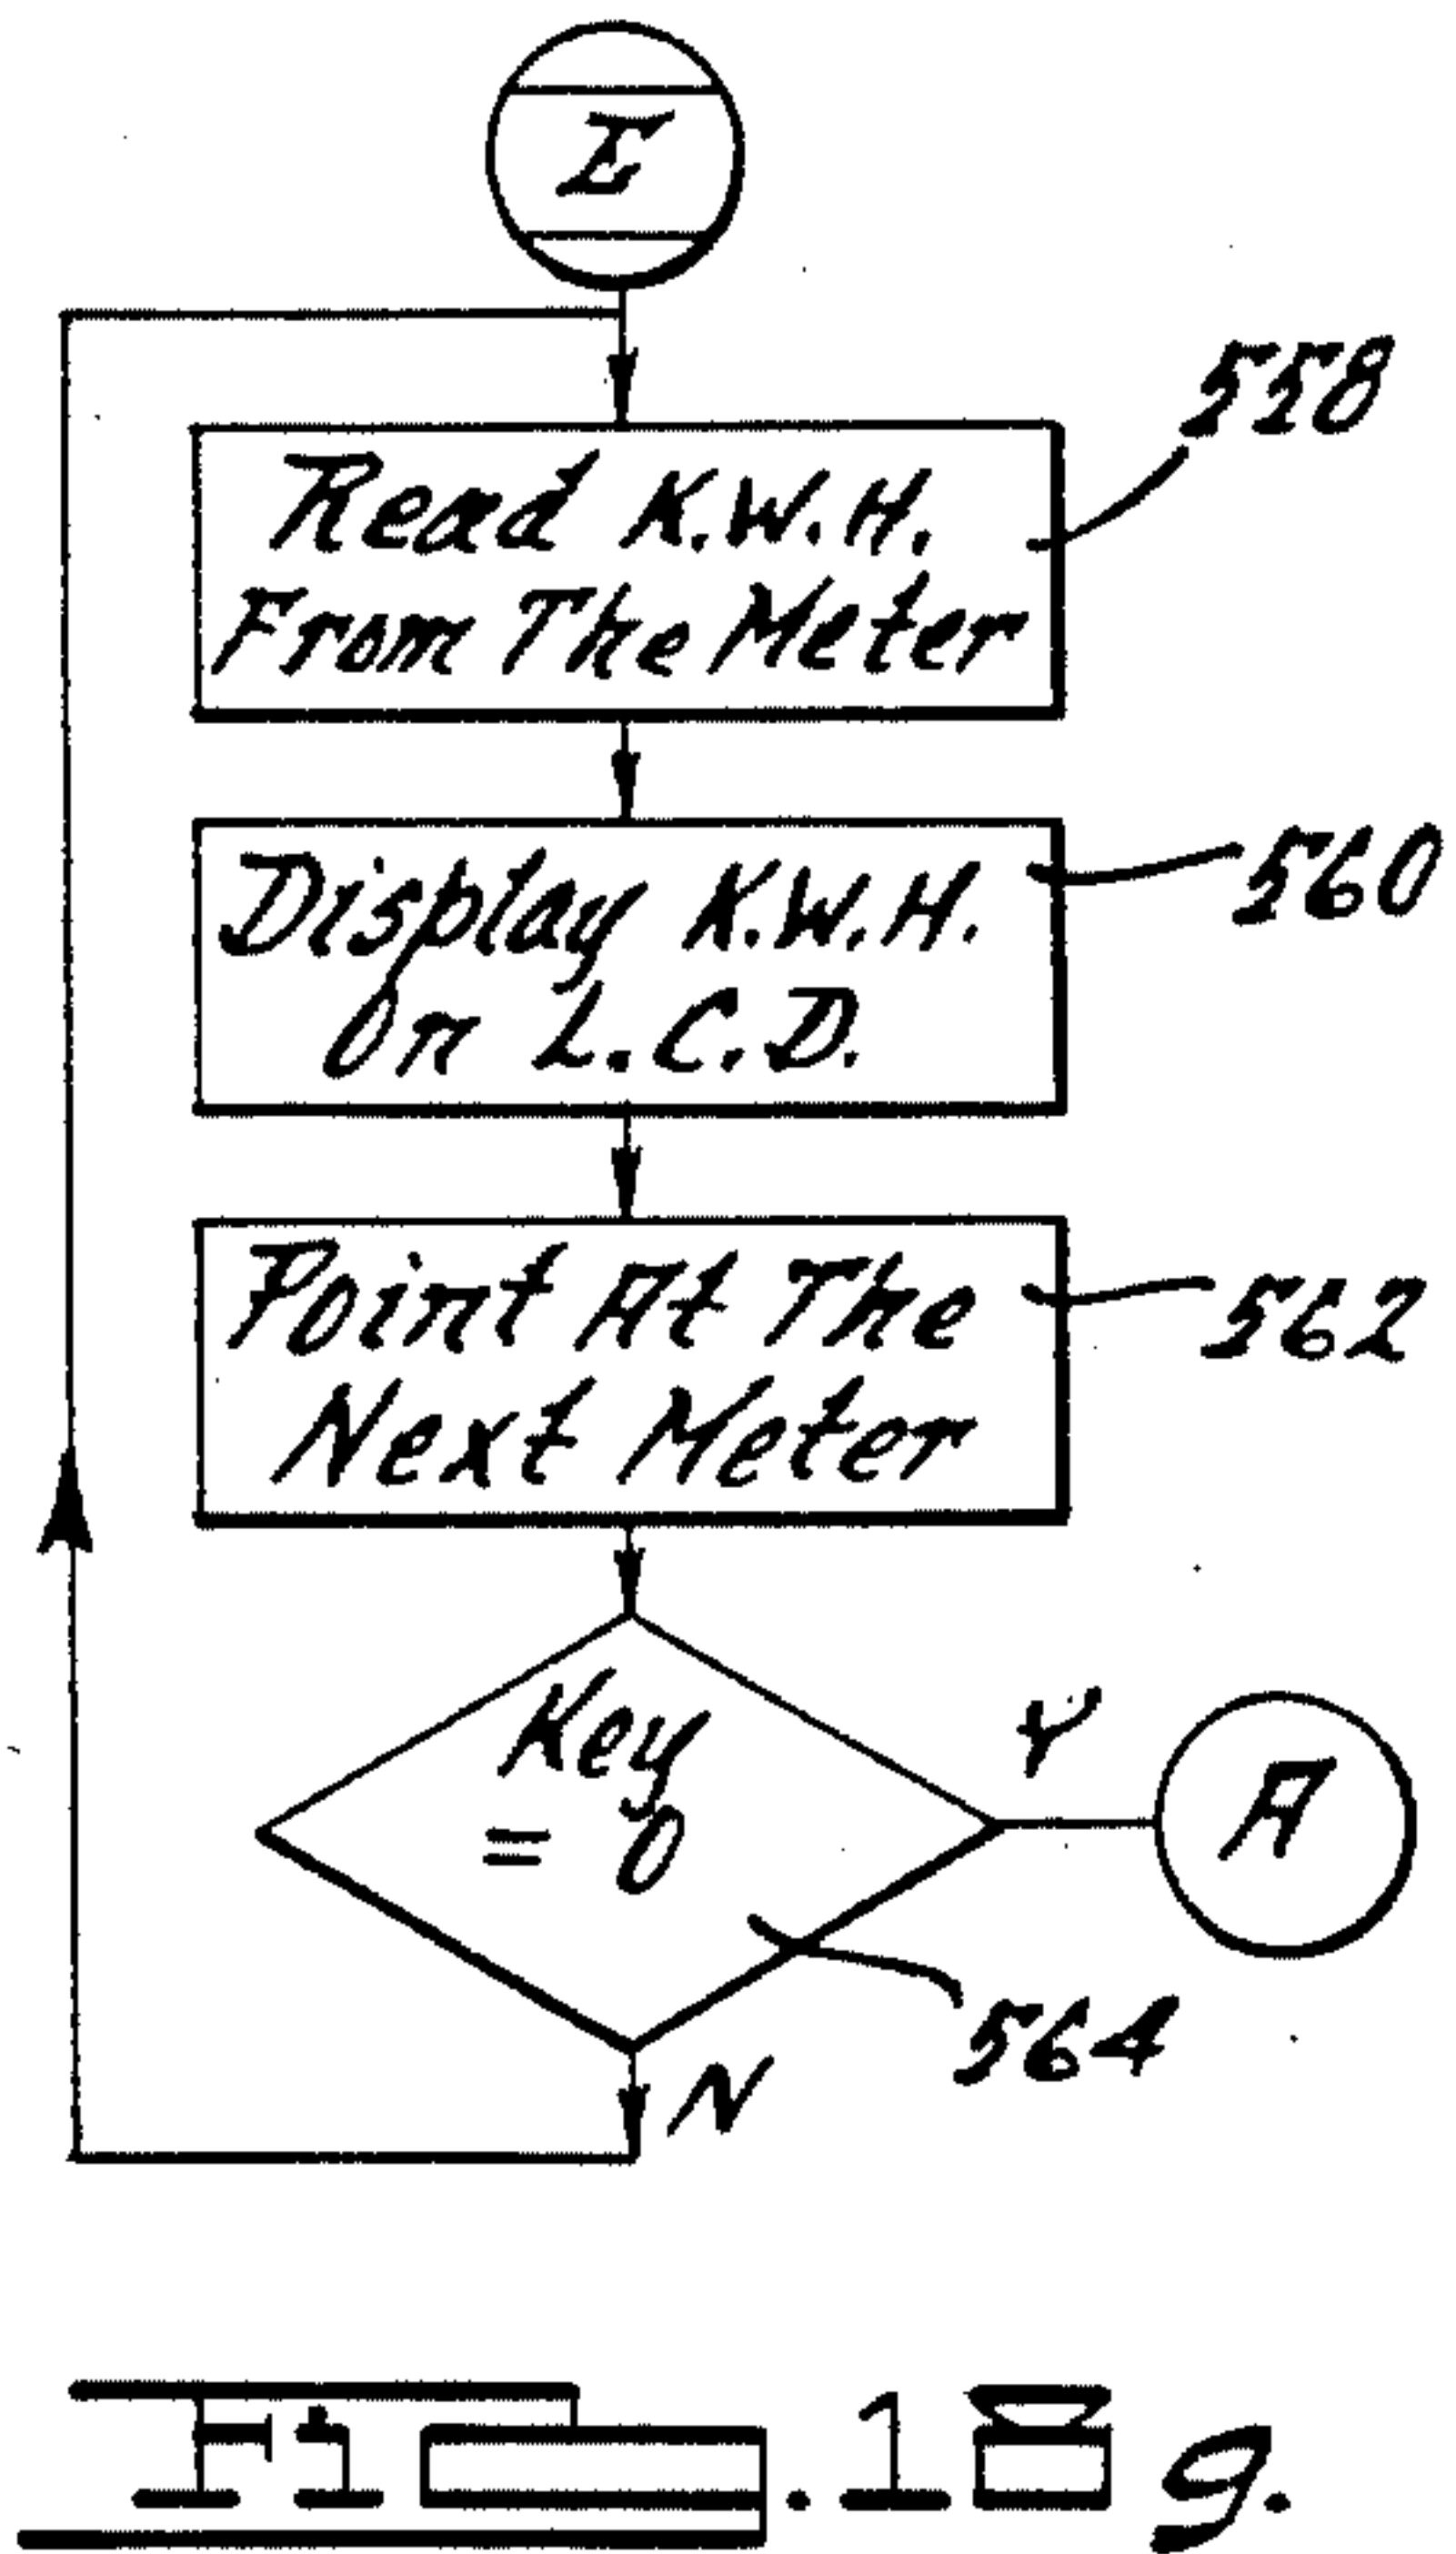 E
558
Read K.W.H.
From The Meter
560
Display K.W.H.
On L.C.D.
562
Point At The
Next Meter
Key
= 0
Y
A
564
N
Fig. 18g.